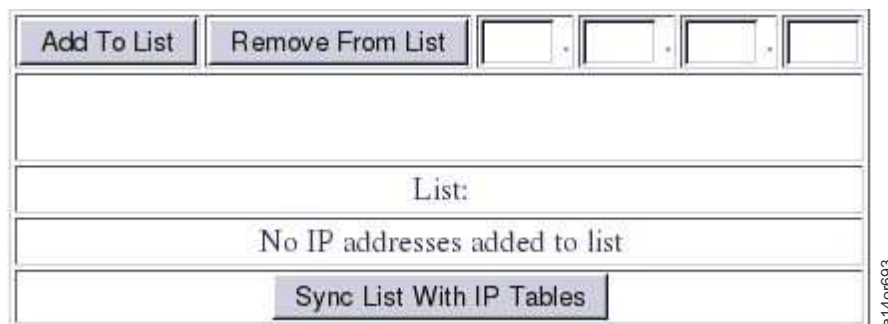 Add To List Remove From List . . .
List:
No IP addresses added to list
Sync List With IP Tables